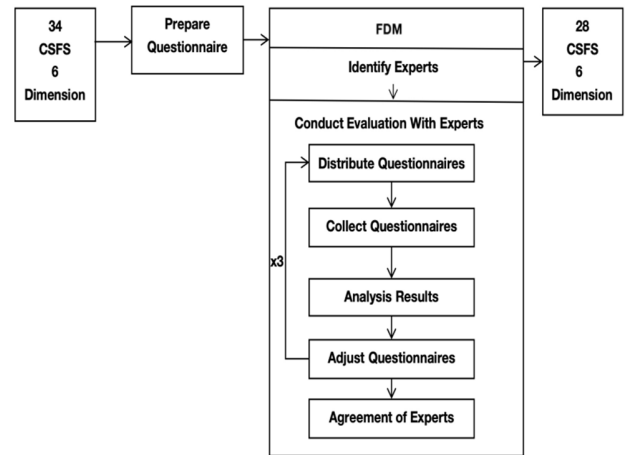 34
CSFS
6
Dimension
Prepare
Questionnaire
FDM
Identify Experts
Conduct Evaluation With Experts
Distribute Questionnaires
Collect Questionnaires
x3
Analysis Results
Adjust Questionnaires
Agreement of Experts
28
CSFS
6
Dimension